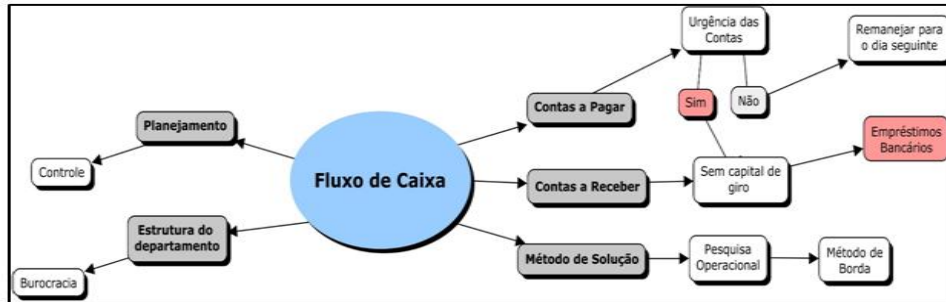 Urgência das
Contas
Remanejar para
o dia seguinte
Contas a Pagar
Sim
Não
Planejamento
Controle
Fluxo de Caixa
Empréstimos
Bancários
Contas a Receber
Sem capital de
giro
Estrutura do
departamento
Burocracia
Método de Solução
Pesquisa
Operacional
Método de
Borda